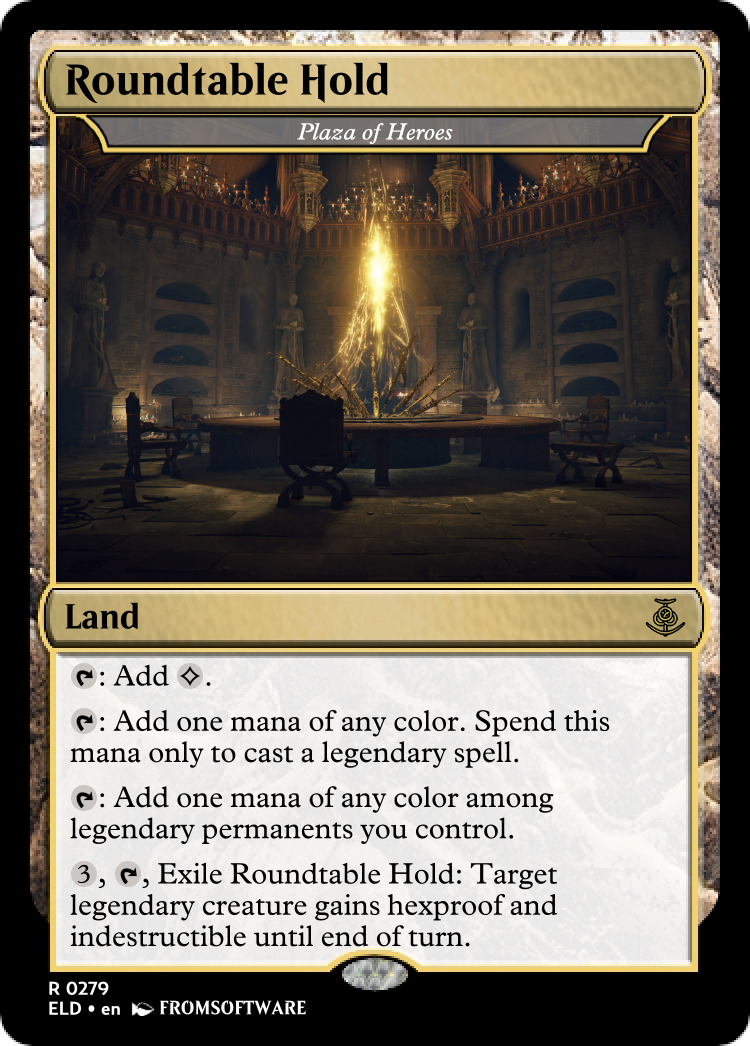 Roundtable Hold
Plaza of Heroes
Land
: Add .
: Add one mana of any color. Spend this
mana only to cast a legendary spell.
: Add one mana of any color among
legendary permanents you control.
3, , Exile Roundtable Hold: Target
legendary creature gains hexproof and
indestructible until end of turn.
R 0279
ELD • en FROMSOFTWARE